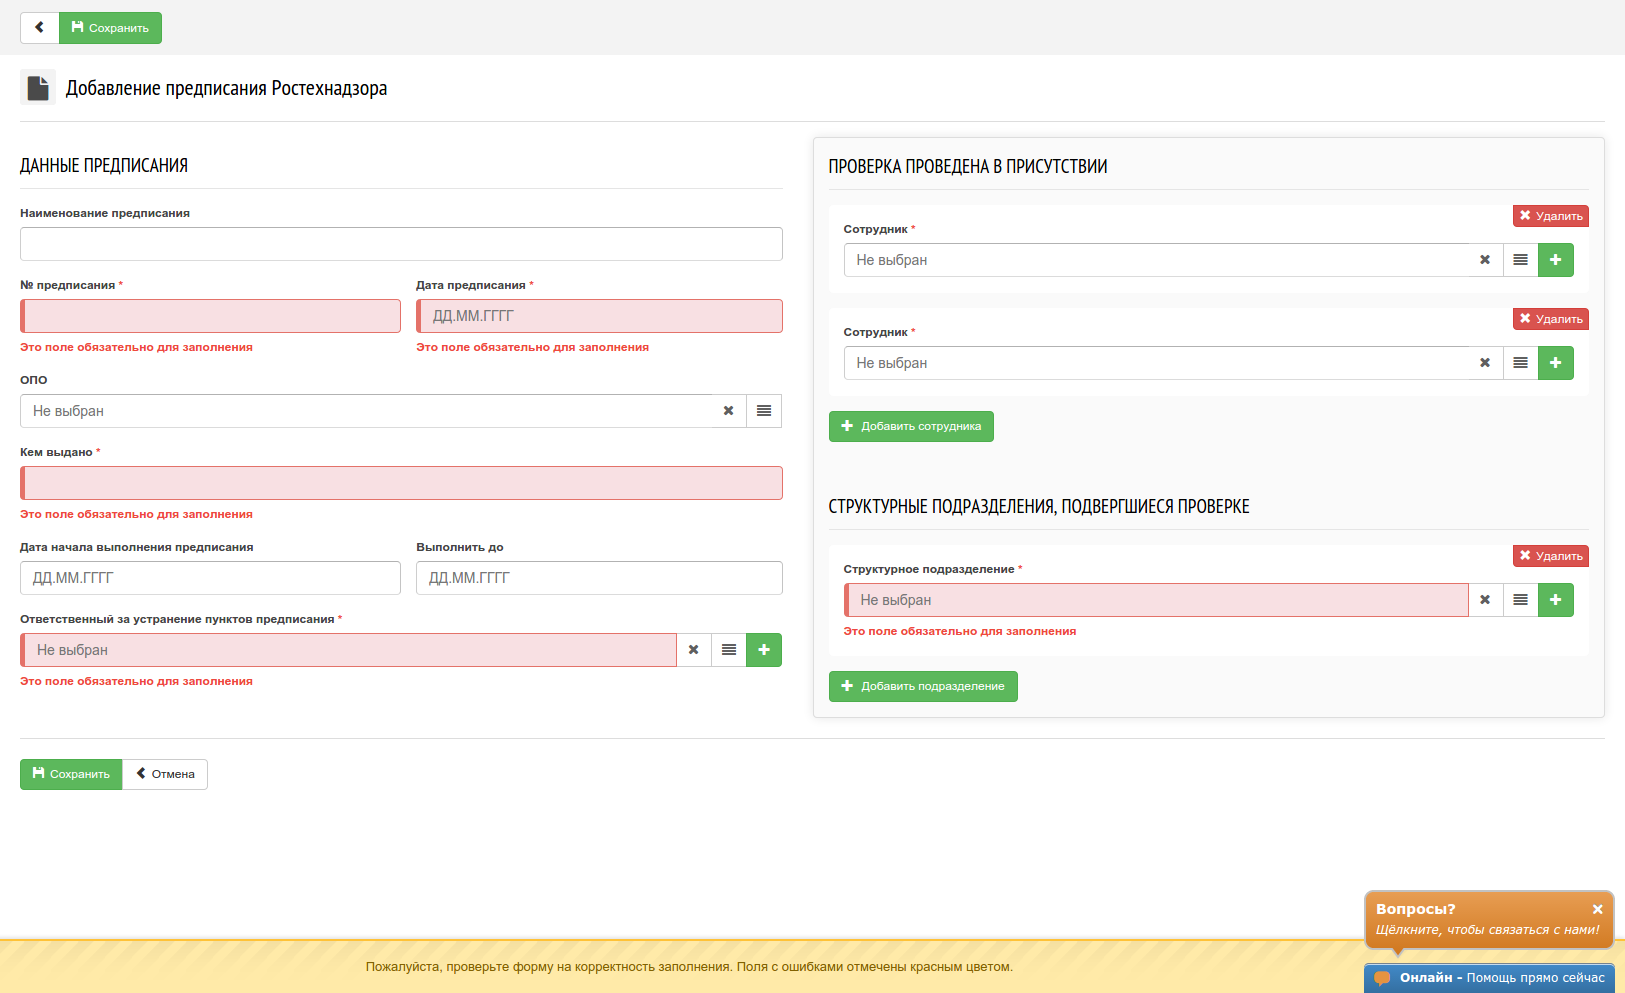 Сохранить
Добавление предписания Ростехнадзора
ДАННЫЕ ПРЕДПИСАНИЯ
Наименование предписания
№ предписания *
Дата предписания *
ДД.ММ.ГГГГ
Это поле обязательно для заполнения
Это поле обязательно для заполнения
ОПО
Не выбран
Кем выдано *
Это поле обязательно для заполнения
Дата начала выполнения предписания
Выполнить до
ДД.ММ.ГГГГ
ДД.ММ.ГГГГ
Ответственный за устранение пунктов предписания *
Не выбран
Это поле обязательно для заполнения
ПРОВЕРКА ПРОВЕДЕНА В ПРИСУТСТВИИ
Удалить
Сотрудник *
Не выбран
Удалить
Сотрудник *
Не выбран
Добавить сотрудника
СТРУКТУРНЫЕ ПОДРАЗДЕЛЕНИЯ, ПОДВЕРГШИЕСЯ ПРОВЕРКЕ
Удалить
Структурное подразделение *
Не выбран
Это поле обязательно для заполнения
Добавить подразделение
Сохранить
Отмена
Вопросы?
Щёлкните, чтобы связаться с нами!
Пожалуйста, проверьте форму на корректность заполнения. Поля с ошибками отмечены красным цветом.
Онлайн - Помощь прямо сейчас